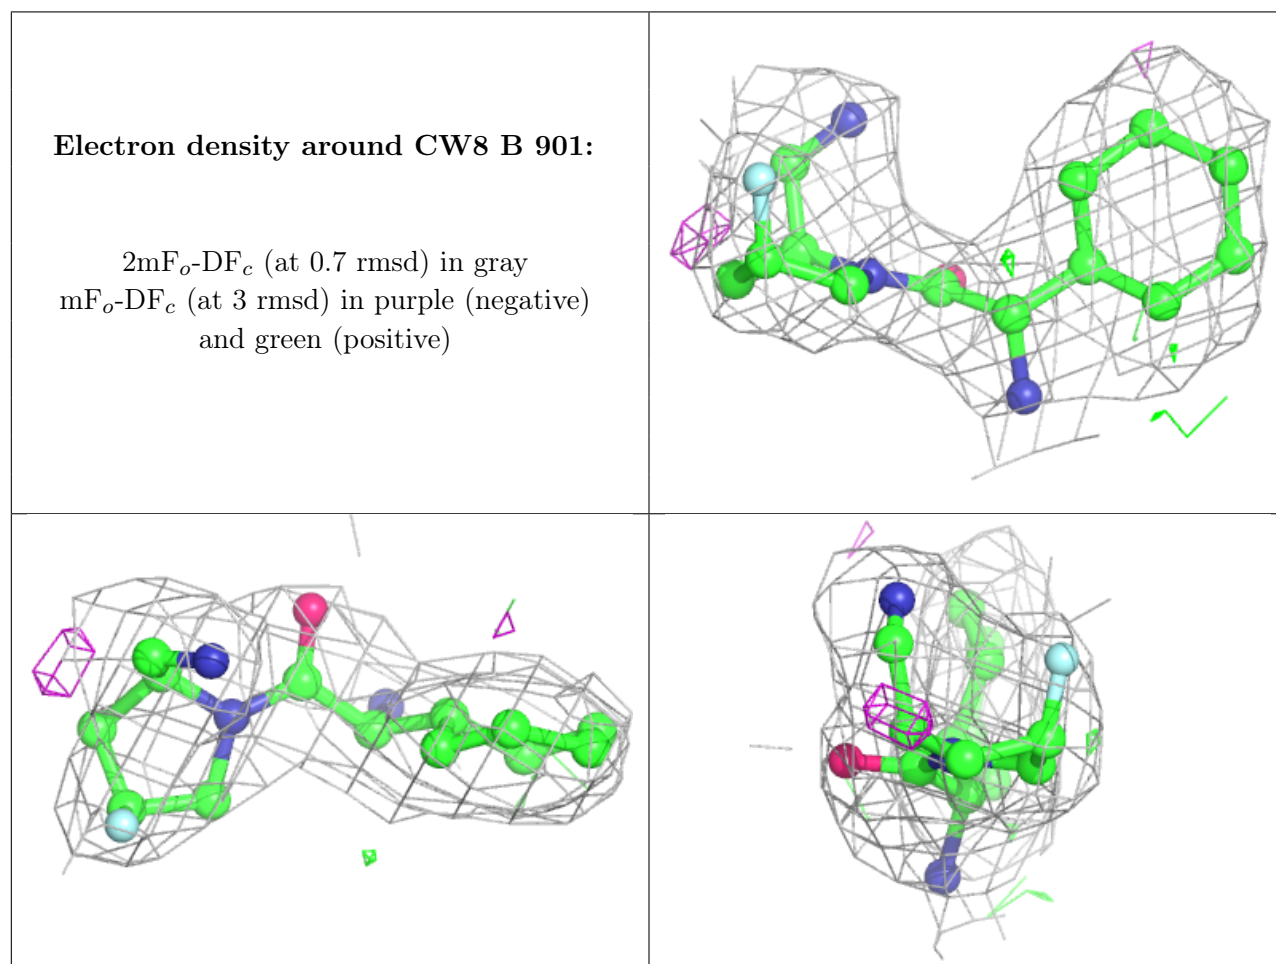 Electron density around CW8 B 901:
2mFo-DFc (at 0.7 rmsd) in gray
mFo-DFc (at 3 rmsd) in purple (negative)
and green (positive)